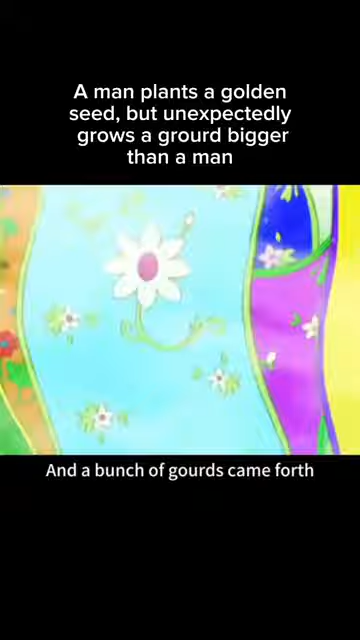 A man plants a golden
seed, but unexpectedly
grows a grourd bigger
than a man
And a bunch of gourds came forth